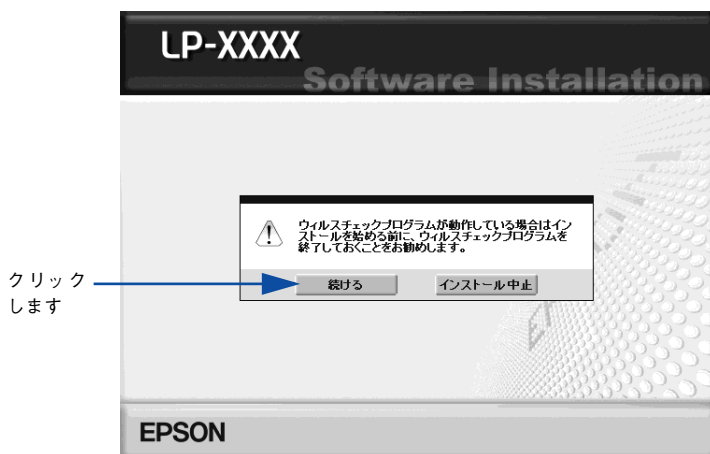 LP-XXXX
Software Installation
ウィルスチェックプログラムが動作している場合はイン
ストールを始める前に、ウィルスチェックプログラムを
終了しておくことをお勧めします。
クリック
します
続ける
インストール中止
EPSON